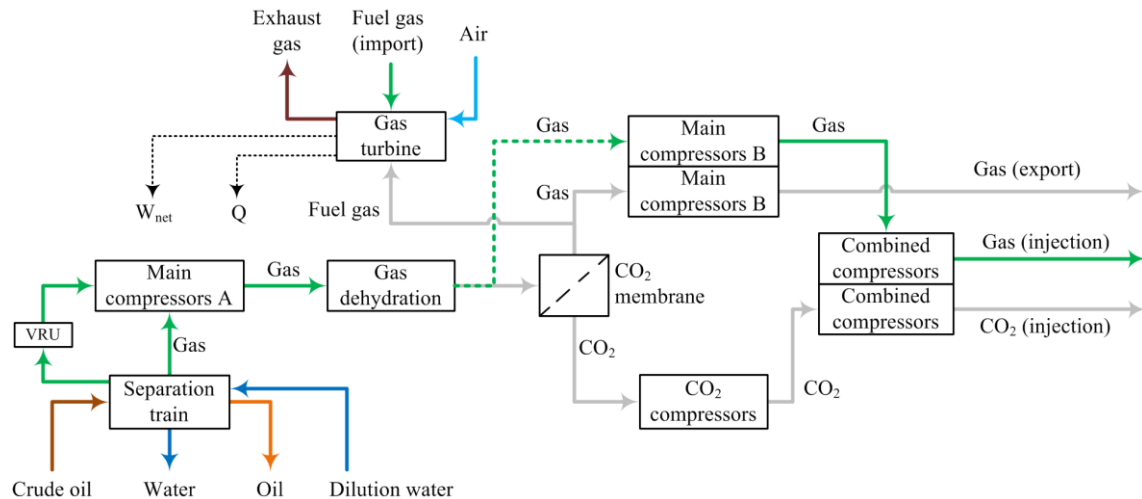 Exhaust
gas
Fuel gas
(import)
Air
Gas
turbine
W_net
Q
Fuel gas
Gas
Main
compressors B
Gas
Gas
Main
compressors B
Gas (export)
Main
compressors A
Gas
Gas
dehydration
CO₂
membrane
Combined
compressors
Gas (injection)
Combined
compressors
CO₂ (injection)
VRU
Gas
CO₂
Separation
train
CO₂
compressors
CO₂
Crude oil
Water
Oil
Dilution water